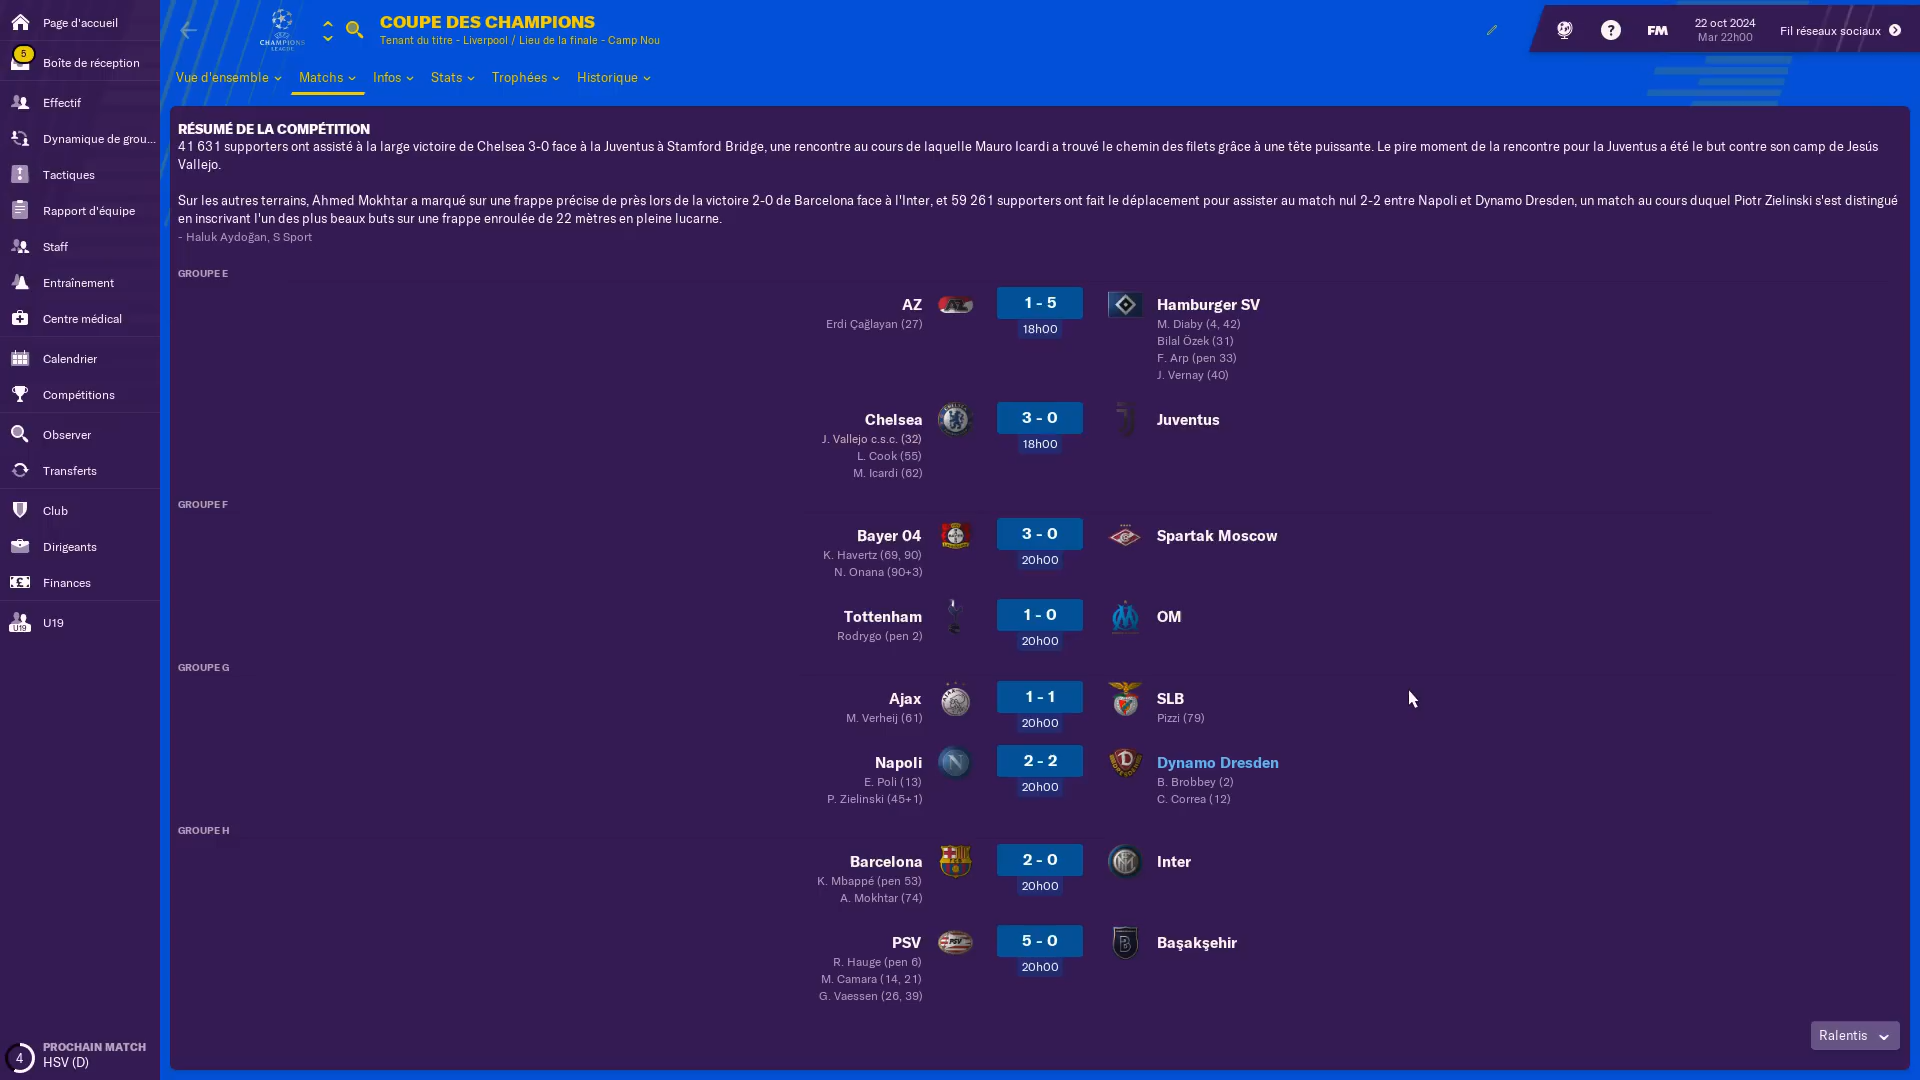 Page d'accueil
5
Boîte de réception
Effectif
Dynamique de grou...
Tactiques
Rapport d'équipe
Staff
Entraînement
Centre médical
Calendrier
Compétitions
Observer
Transferts
Club
Dirigeants
Finances
U19
U19
4
PROCHAIN MATCH
HSV (D)
CHAMPIONS
LEAGUE
COUPE DES CHAMPIONS
Tenant du titre - Liverpool / Lieu de la finale - Camp Nou
?
FM
22 oct 2024
Mar 22h00
Fil réseaux sociaux
Vue d'ensemble
Matchs
Infos
Stats
Trophées
Historique
RÉSUMÉ DE LA COMPÉTITION
41 631 supporters ont assisté à la large victoire de Chelsea 3-0 face à la Juventus à Stamford Bridge, une rencontre au cours de laquelle Mauro Icardi a trouvé le chemin des filets grâce à une tête puissante. Le pire moment de la rencontre pour la Juventus a été le but contre son camp de Jesús
Vallejo.
Sur les autres terrains, Ahmed Mokhtar a marqué sur une frappe précise de près lors de la victoire 2-0 de Barcelona face à l'Inter, et 59 261 supporters ont fait le déplacement pour assister au match nul 2-2 entre Napoli et Dynamo Dresden, un match au cours duquel Piotr Zielinski s'est distingué
en inscrivant l'un des plus beaux buts sur une frappe enroulée de 22 mètres en pleine lucarne.
- Haluk Aydoğan, S Sport
GROUPE E
AZ 1 - 5 Hamburger SV
Erdi Çağlayan (27) 18h00 M. Diaby (4, 42)
Bilal Özek (31)
F. Arp (pen 33)
J. Vernay (40)
Chelsea 3 - 0 Juventus
J. Vallejo c.s.c. (32) 18h00
L. Cook (55)
M. Icardi (62)
GROUPE F
Bayer 04 3 - 0 Spartak Moscow
K. Havertz (69, 90) 20h00
N. Onana (90+3)
Tottenham 1 - 0 OM
Rodrygo (pen 2) 20h00
GROUPE G
Ajax 1 - 1 SLB
M. Verheij (61) 20h00 Pizzi (79)
Napoli 2 - 2 Dynamo Dresden
E. Poli (13) 20h00 B. Brobbey (2)
P. Zielinski (45+1) C. Correa (12)
GROUPE H
Barcelona 2 - 0 Inter
K. Mbappé (pen 53) 20h00
A. Mokhtar (74)
PSV 5 - 0 Başakşehir
R. Hauge (pen 6) 20h00
M. Camara (14, 21)
G. Vaessen (26, 39)
Ralentis